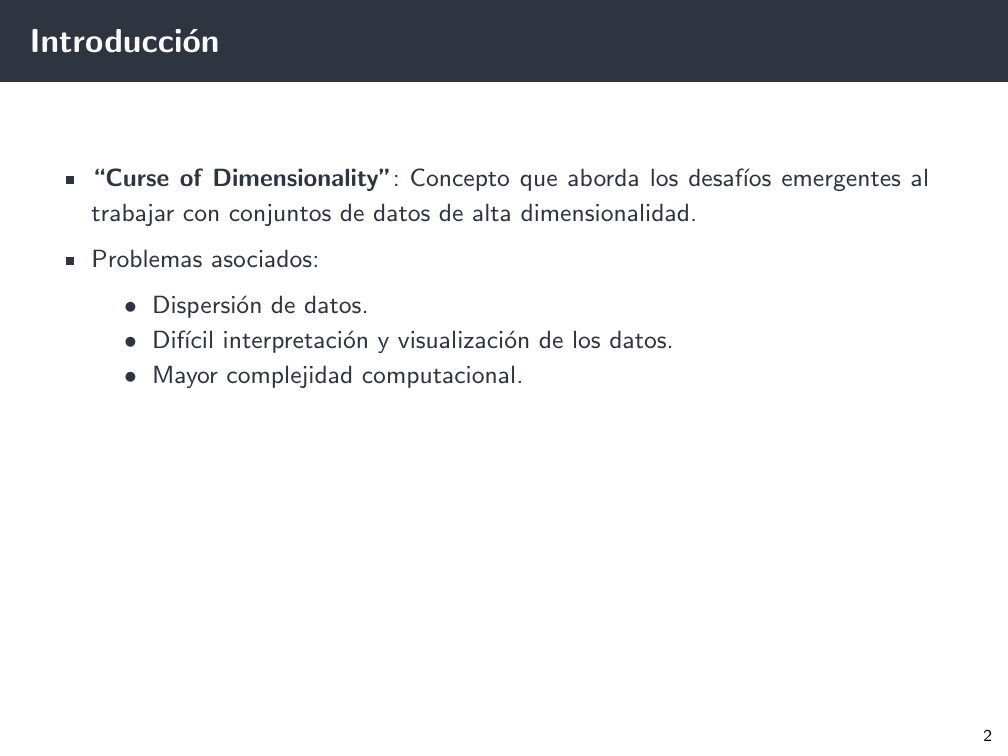 Introducción
▪ “Curse of Dimensionality”: Concepto que aborda los desafíos emergentes al
trabajar con conjuntos de datos de alta dimensionalidad.
▪ Problemas asociados:
• Dispersión de datos.
• Difícil interpretación y visualización de los datos.
• Mayor complejidad computacional.
2